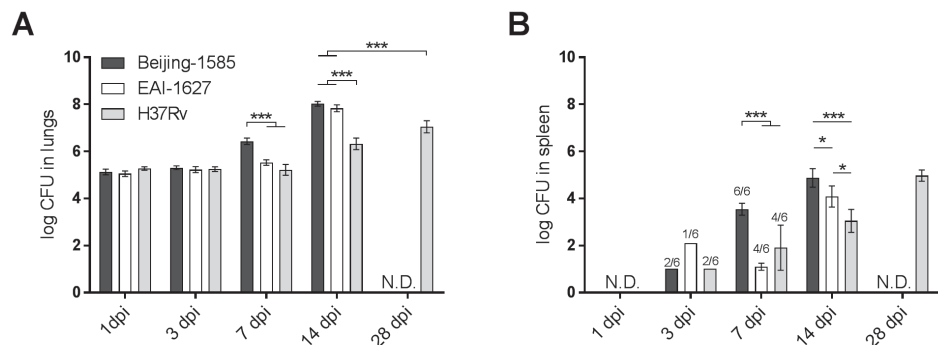 A
10
8
6
4
2
0
log CFU in lungs
Beijing-1585
EAI-1627
H37Rv
***
***
***
N.D.
1dpi
3 dpi
7 dpi
14 dpi
28 dpi
B
10
8
6
4
2
0
log CFU in spleen
***
***
*
*
N.D.
2/6
1/6
2/6
6/6
4/6
4/6
N.D.
1 dpi
3 dpi
7 dpi
14 dpi
28 dpi